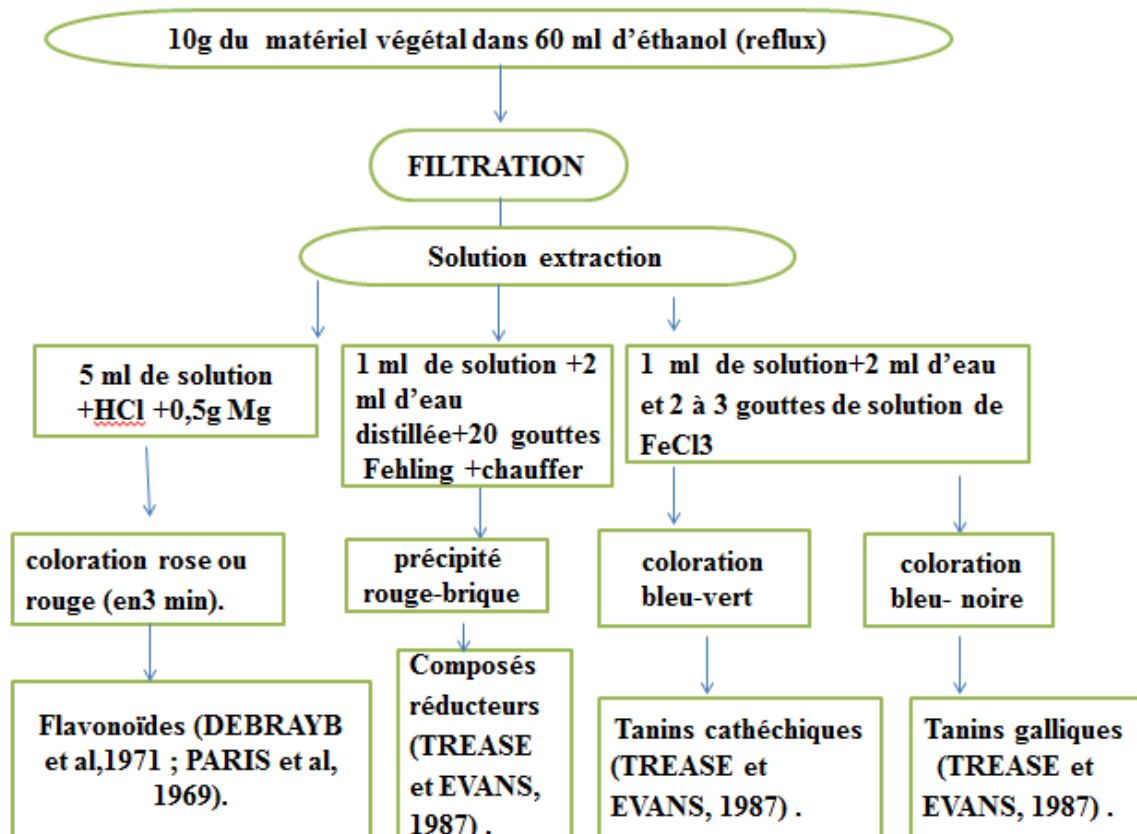 10g du matériel végétal dans 60 ml d’éthanol (reflux)
FILTRATION
Solution extraction
5 ml de solution
+HCl +0,5g Mg
1 ml de solution +2
ml d’eau
distillée+20 gouttes
Fehling +chauffer
1 ml de solution+2 ml d’eau
et 2 à 3 gouttes de solution de
FeCl3
coloration rose ou
rouge (en3 min).
précipité
rouge-brique
coloration
bleu-vert
coloration
bleu- noire
Flavonoïdes (DEBRAYB
et al,1971 ; PARIS et al,
1969).
Composés
réducteurs
(TREASE
et EVANS,
1987) .
Tanins cathéchiques
(TREASE et
EVANS, 1987) .
Tanins galliques
(TREASE et
EVANS, 1987) .